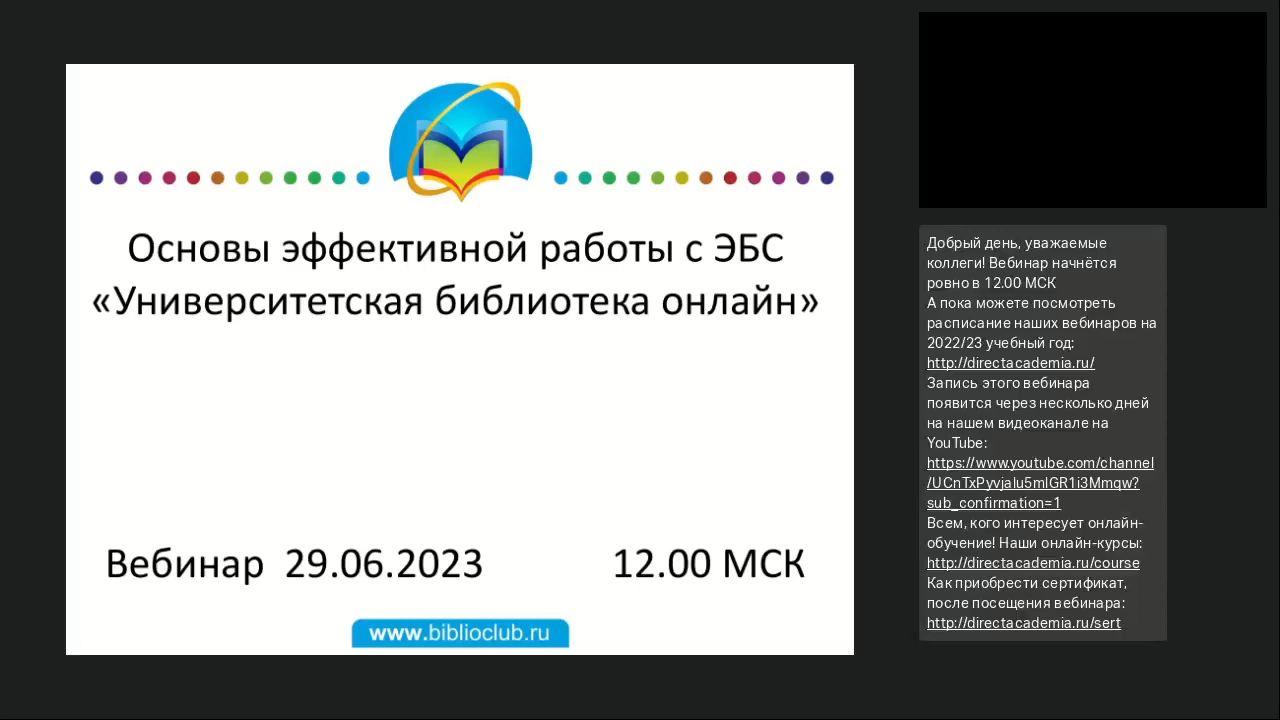 Основы эффективной работы с ЭБС
«Университетская библиотека онлайн»
Вебинар 29.06.2023 12.00 МСК
www.biblioclub.ru
Добрый день, уважаемые
коллеги! Вебинар начнётся
ровно в 12.00 МСК
А пока можете посмотреть
расписание наших вебинаров на
2022/23 учебный год:
http://directacademia.ru/
Запись этого вебинара
появится через несколько дней
на нашем видеоканале на
YouTube:
https://www.youtube.com/channel
/UCnTxPyvjalu5mlGR1i3Mmqw?
sub_confirmation=1
Всем, кого интересует онлайн-
обучение! Наши онлайн-курсы:
http://directacademia.ru/course
Как приобрести сертификат,
после посещения вебинара:
http://directacademia.ru/sert